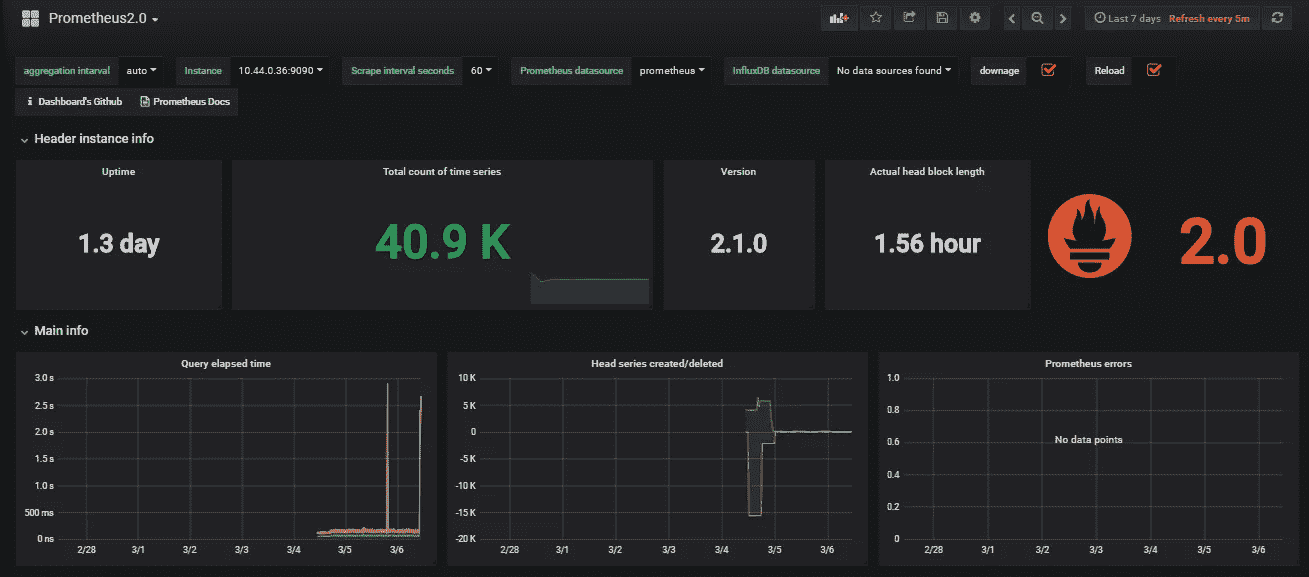 Prometheus2.0
Last 7 days Refresh every 5m
aggregation intarval auto Instance 10.44.0.36:9090 Scrape interval seconds 60 Prometheus datasource prometheus InfluxDB datasource No data sources found downage Reload
Dashboard's Github Prometheus Docs
Header instance info
Uptime
1.3 day
Total count of time series
40.9 K
Version
2.1.0
Actual head block length
1.56 hour
2.0
Main info
Query elapsed time
3.0 s
2.5 s
2.0 s
1.5 s
1.0 s
500 ms
0 ns
2/28 3/1 3/2 3/3 3/4 3/5 3/6
Head series created/deleted
10 K
5 K
0
-5 K
-10 K
-15 K
-20 K
2/28 3/1 3/2 3/3 3/4 3/5 3/6
Prometheus errors
1.0
0.8
0.6
0.4
0.2
0
No data points
2/28 3/1 3/2 3/3 3/4 3/5 3/6